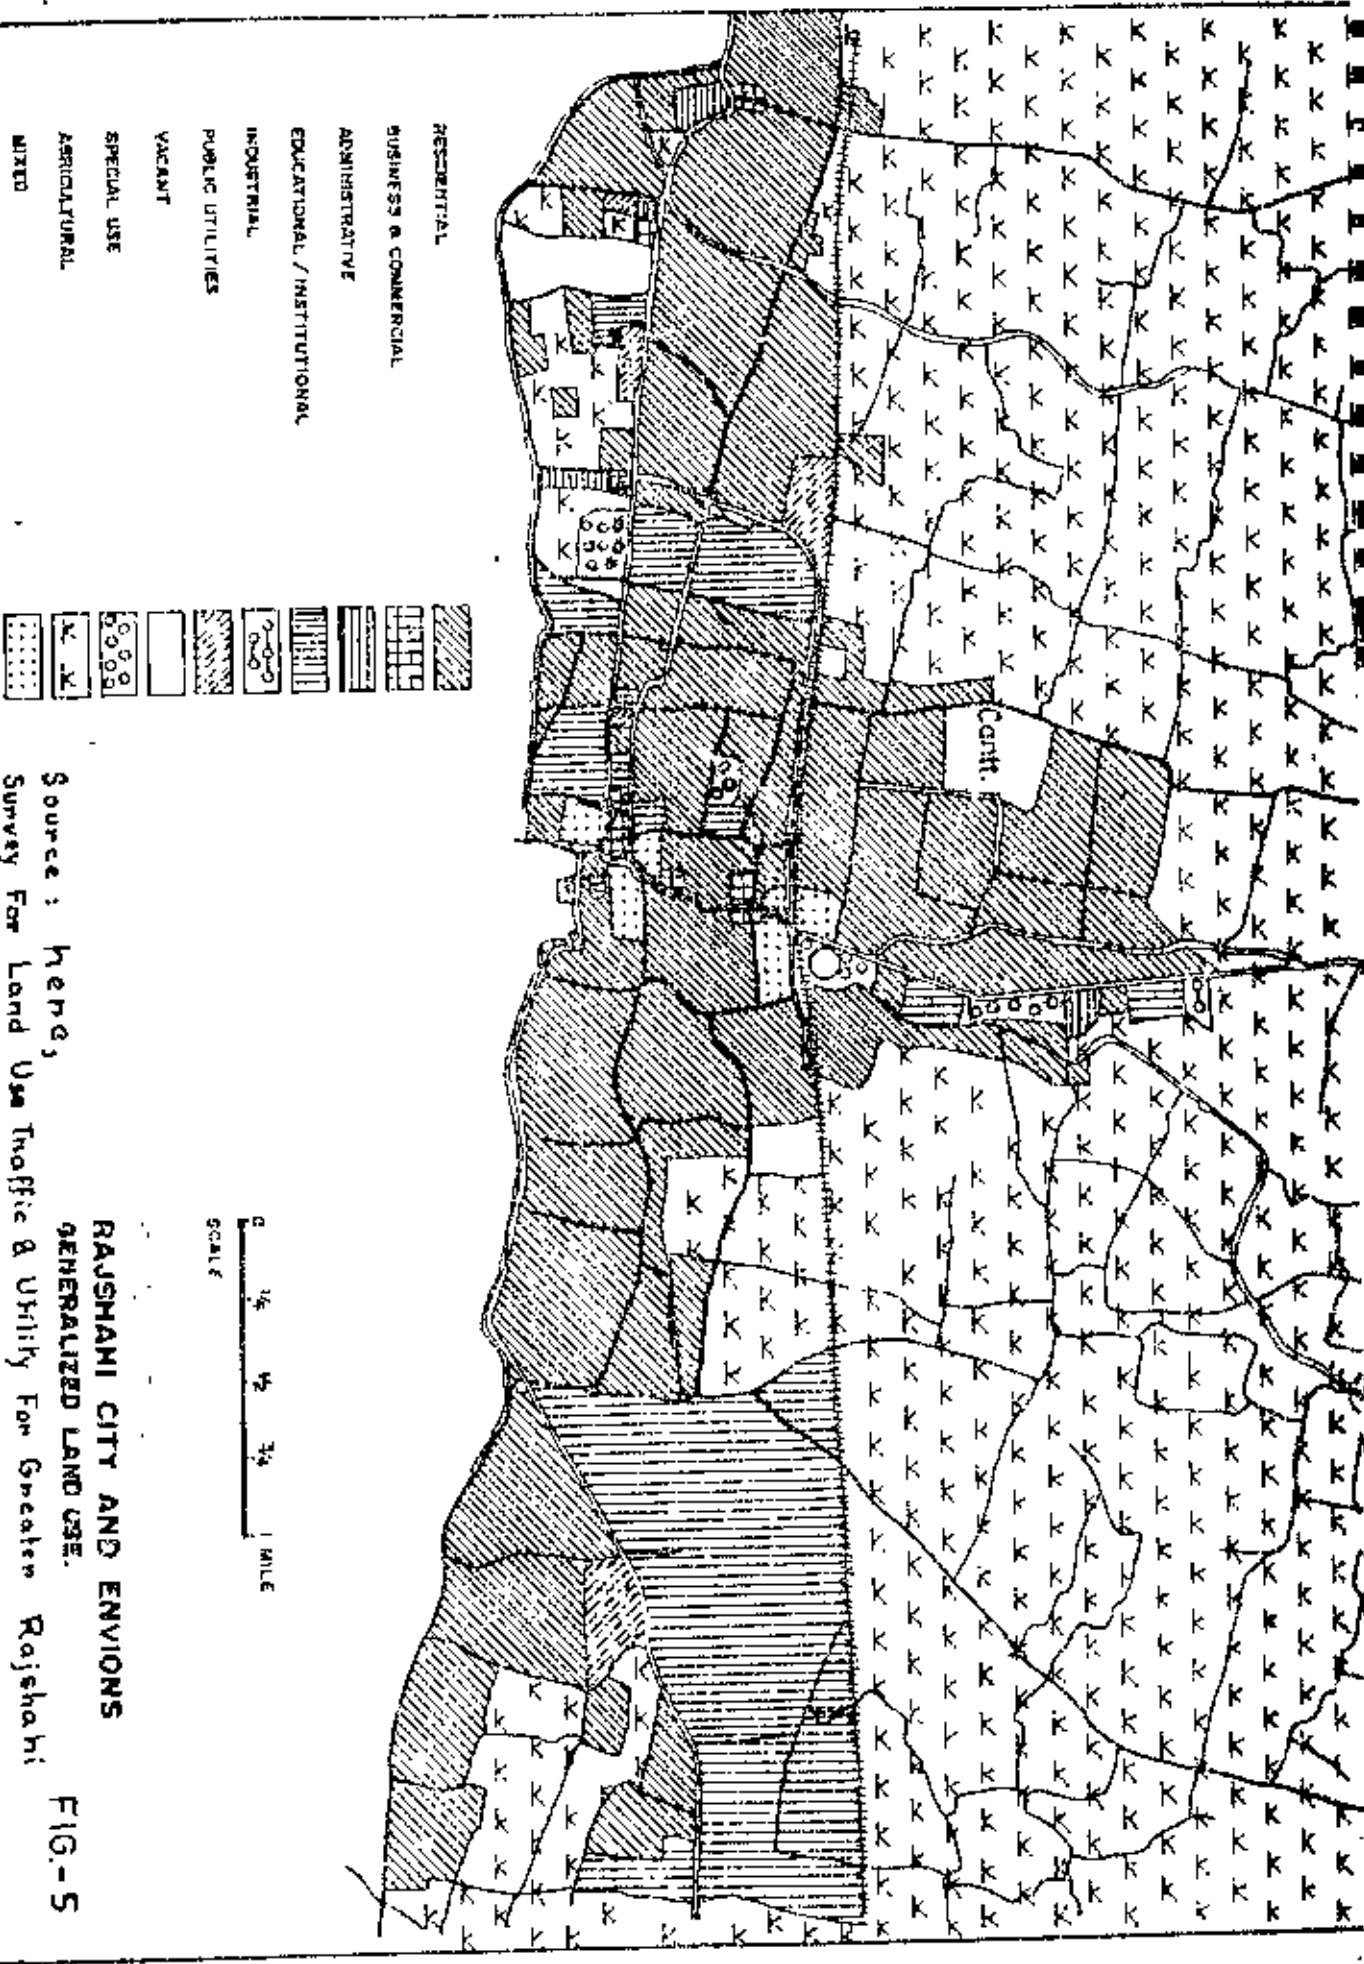 Cantt.
RESIDENTIAL
BUSINESS & COMMERCIAL
ADMINISTRATIVE
EDUCATIONAL / INSTITUTIONAL
INDUSTRIAL
PUBLIC UTILITIES
VACANT
SPECIAL USE
AGRICULTURAL
MIXED
0 ¼ ½ ¾ 1 MILE
SCALE
RAJSHAHI CITY AND ENVIONS
GENERALIZED LAND USE.
FIG.-5
Source : hena,
Survey For Land Use Traffic & Utility For Greater Rajshahi